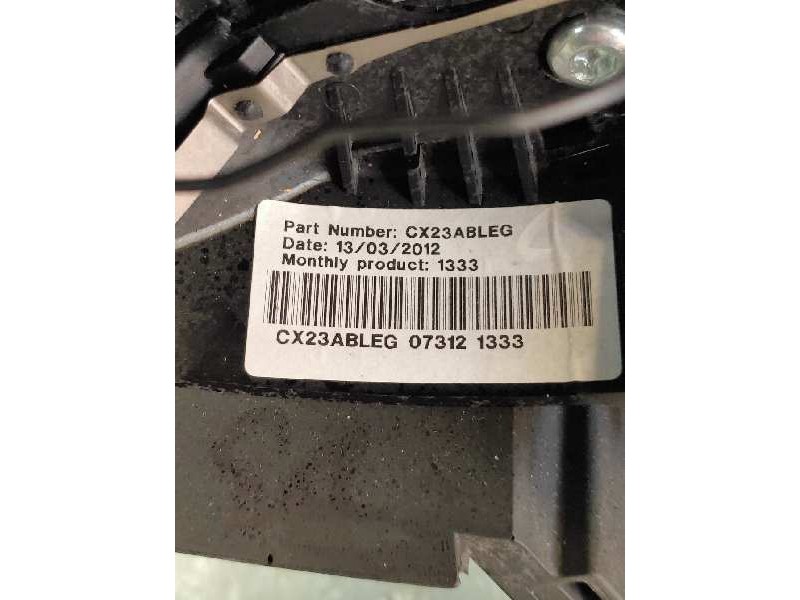 Part Number: CX23ABLEG
Date: 13/03/2012
Monthly product: 1333
CX23ABLEG 07312 1333